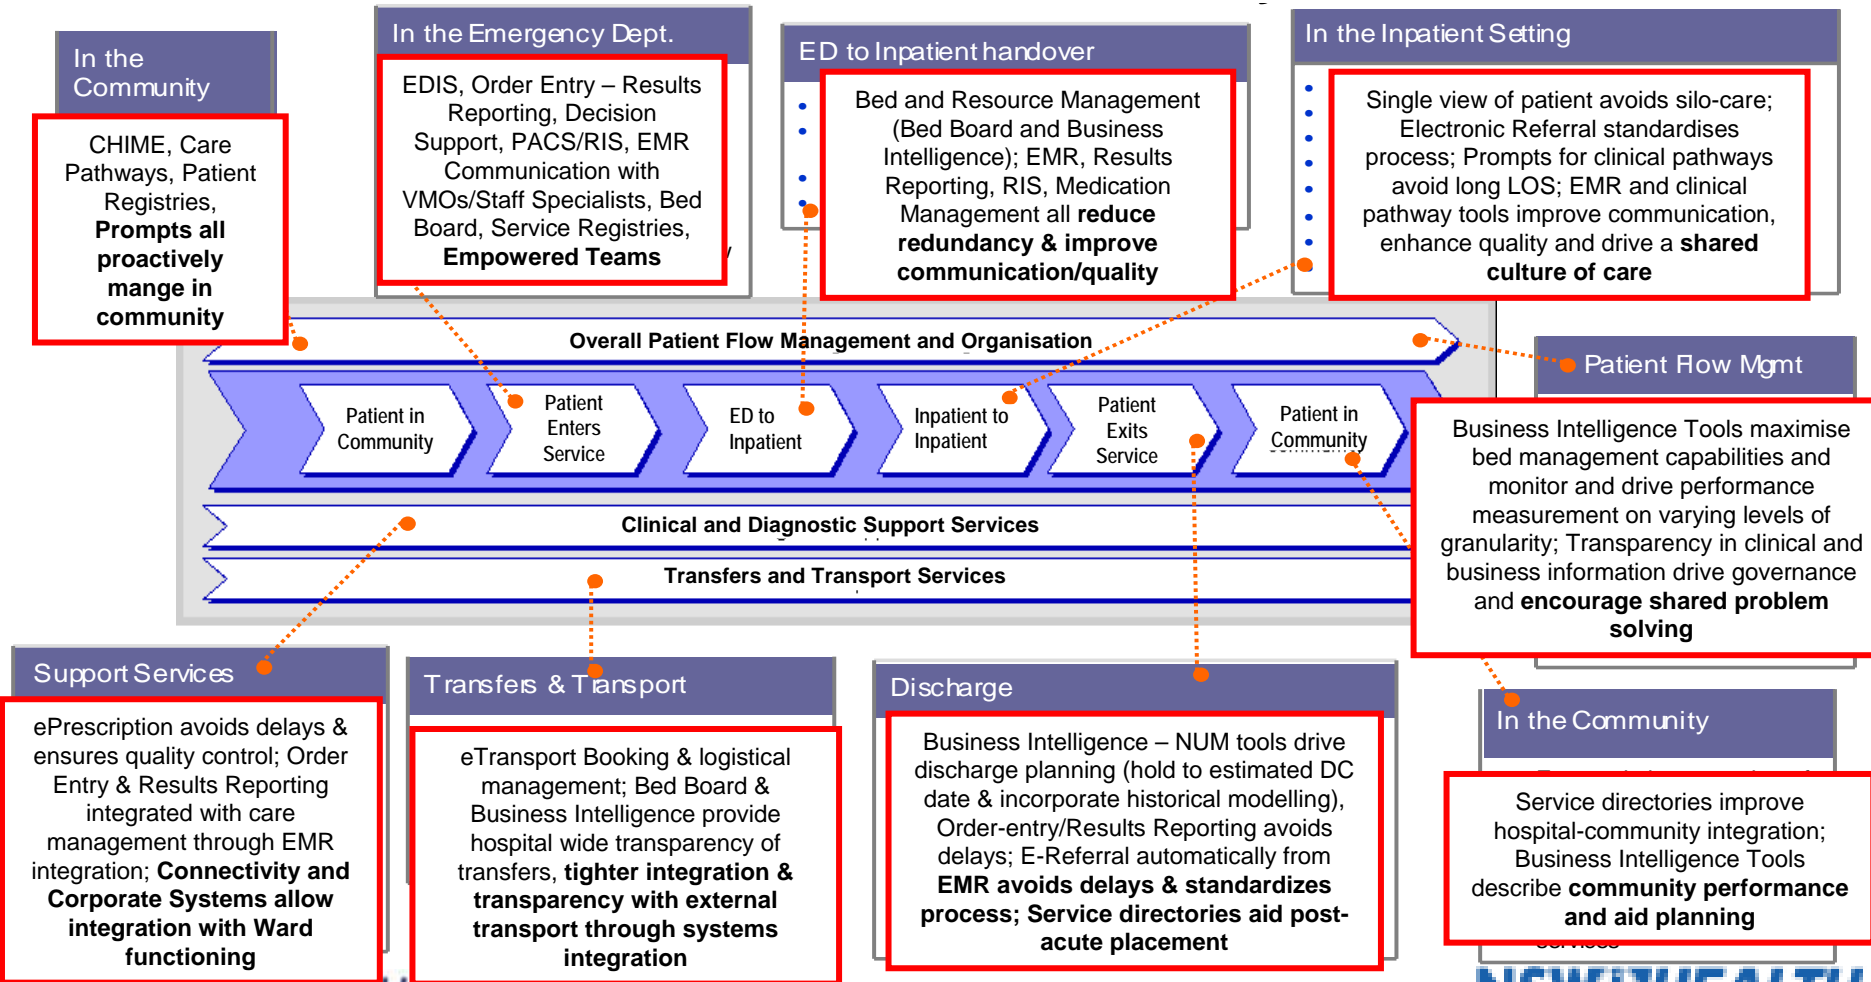 In the
Community
CHIME, Care
Pathways, Patient
Registries,
Prompts all
proactively
mange in
community
In the Emergency Dept.
EDIS, Order Entry – Results
Reporting, Decision
Support, PACS/RIS, EMR
Communication with
VMOs/Staff Specialists, Bed
Board, Service Registries,
Empowered Teams
ED to Inpatient handover
Bed and Resource Management
(Bed Board and Business
Intelligence); EMR, Results
Reporting, RIS, Medication
Management all reduce
redundancy & improve
communication/quality
In the Inpatient Setting
Single view of patient avoids silo-care;
Electronic Referral standardises
process; Prompts for clinical pathways
avoid long LOS; EMR and clinical
pathway tools improve communication,
enhance quality and drive a shared
culture of care
Overall Patient Flow Management and Organisation
Patient in
Community
Patient
Enters
Service
ED to
Inpatient
Inpatient to
Inpatient
Patient
Exits
Service
Patient in
Community
Clinical and Diagnostic Support Services
Transfers and Transport Services
Patient Flow Mgmt
Business Intelligence Tools maximise
bed management capabilities and
monitor and drive performance
measurement on varying levels of
granularity; Transparency in clinical and
business information drive governance
and encourage shared problem
solving
Support Services
ePrescription avoids delays &
ensures quality control; Order
Entry & Results Reporting
integrated with care
management through EMR
integration; Connectivity and
Corporate Systems allow
integration with Ward
functioning
Transfers & Transport
eTransport Booking & logistical
management; Bed Board &
Business Intelligence provide
hospital wide transparency of
transfers, tighter integration &
transparency with external
transport through systems
integration
Discharge
Business Intelligence – NUM tools drive
discharge planning (hold to estimated DC
date & incorporate historical modelling),
Order-entry/Results Reporting avoids
delays; E-Referral automatically from
EMR avoids delays & standardizes
process; Service directories aid post-
acute placement
In the Community
Service directories improve
hospital-community integration;
Business Intelligence Tools
describe community performance
and aid planning